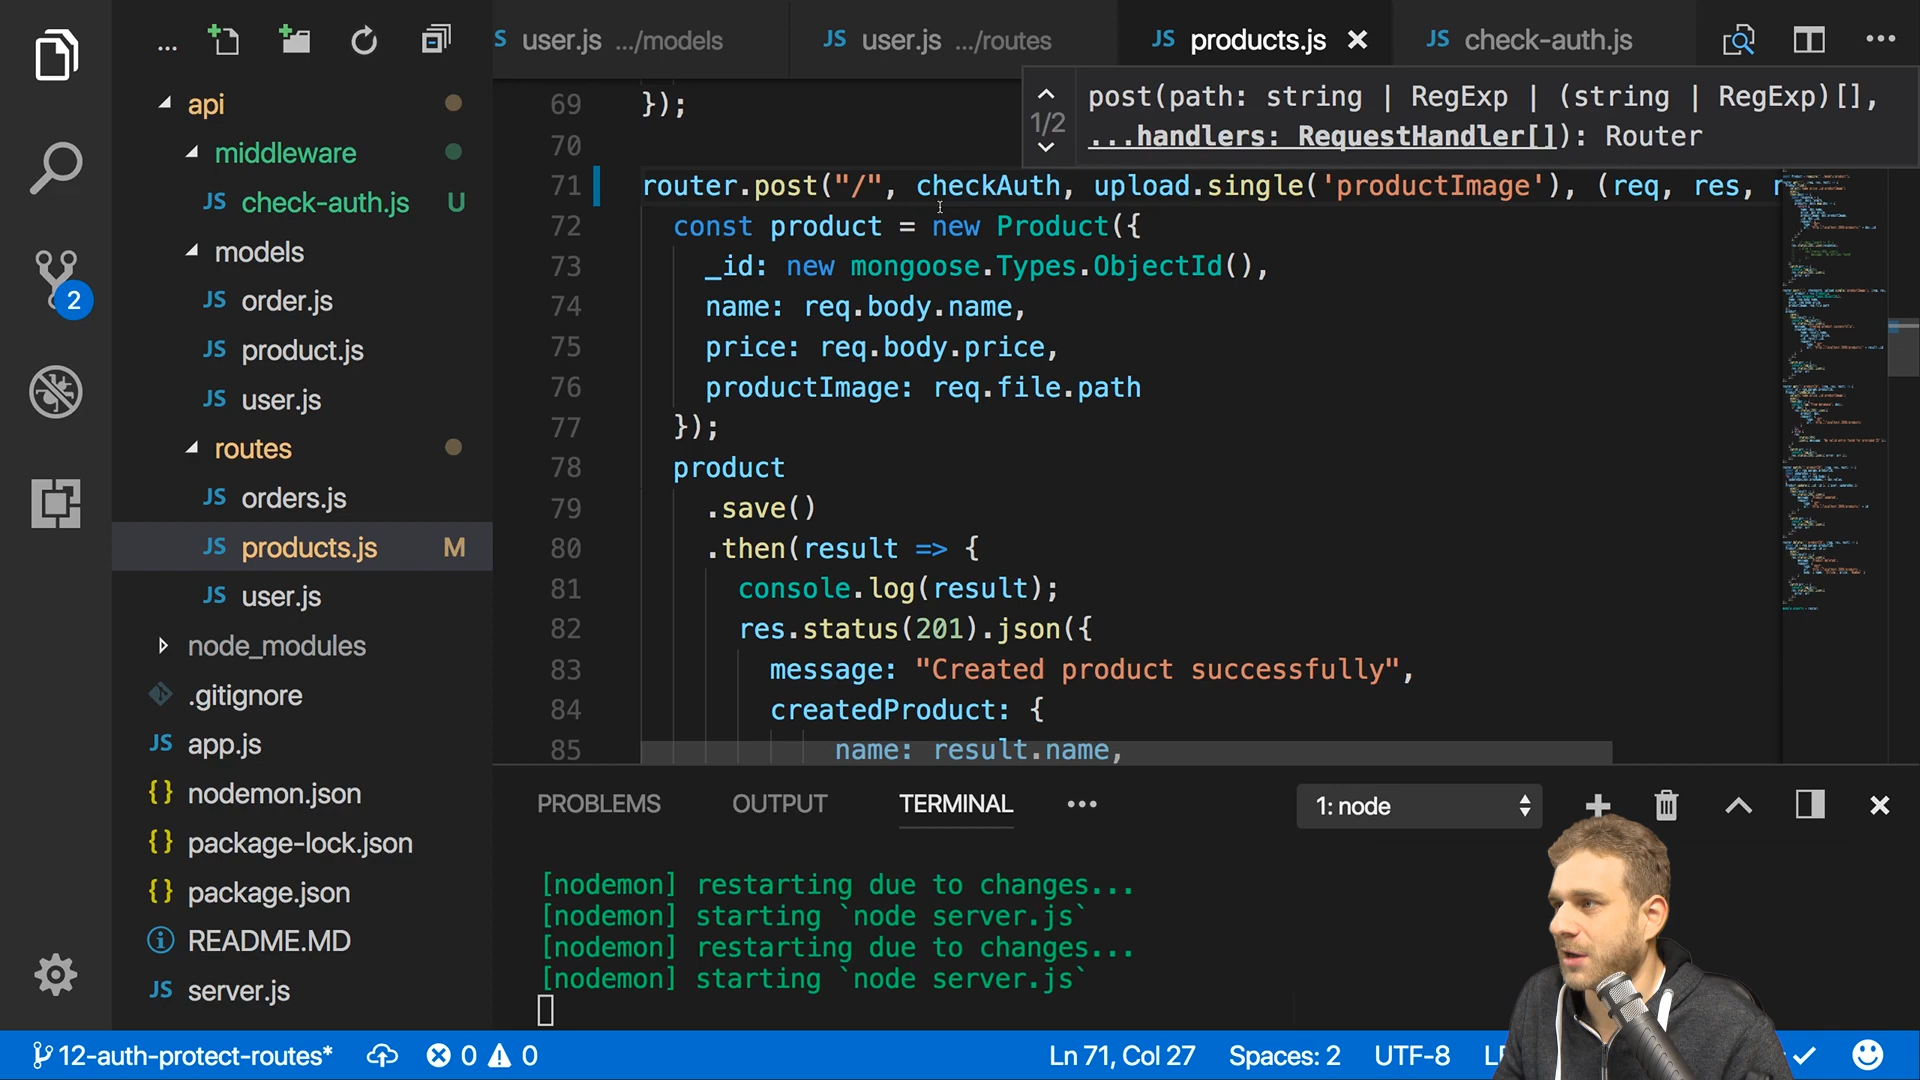 ...
user.js .../models
JS user.js .../routes
JS products.js
JS check-auth.js
post(path: string | RegExp | (string | RegExp)[],
1/2
...handlers: RequestHandler[]): Router
api
middleware
JS check-auth.js U
models
JS order.js
JS product.js
JS user.js
routes
JS orders.js
JS products.js M
JS user.js
node_modules
.gitignore
JS app.js
{} nodemon.json
{} package-lock.json
{} package.json
README.MD
JS server.js
2
69 });
70
71 router.post("/", checkAuth, upload.single('productImage'), (req, res,
72 const product = new Product({
73 _id: new mongoose.Types.ObjectId(),
74 name: req.body.name,
75 price: req.body.price,
76 productImage: req.file.path
77 });
78 product
79 .save()
80 .then(result => {
81 console.log(result);
82 res.status(201).json({
83 message: "Created product successfully",
84 createdProduct: {
85 name: result.name,
PROBLEMS OUTPUT TERMINAL ... 1: node
[nodemon] restarting due to changes...
[nodemon] starting `node server.js`
[nodemon] restarting due to changes...
[nodemon] starting `node server.js`
12-auth-protect-routes* 0 0 Ln 71, Col 27 Spaces: 2 UTF-8